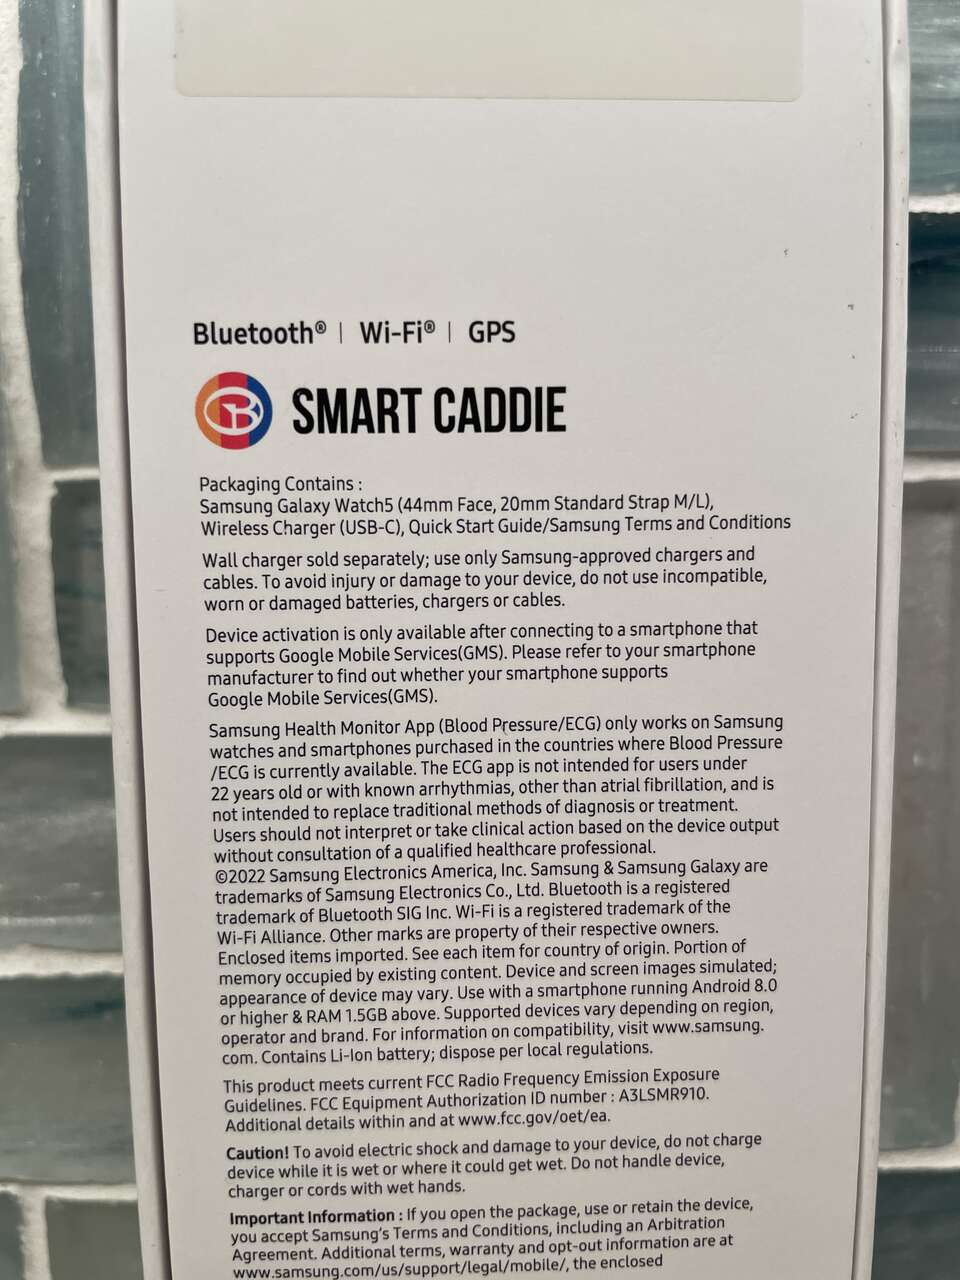 Bluetooth® | Wi-Fi® | GPS
B SMART CADDIE
Packaging Contains :
Samsung Galaxy Watch5 (44mm Face, 20mm Standard Strap M/L),
Wireless Charger (USB-C), Quick Start Guide/Samsung Terms and Conditions
Wall charger sold separately; use only Samsung-approved chargers and
cables. To avoid injury or damage to your device, do not use incompatible,
worn or damaged batteries, chargers or cables.
Device activation is only available after connecting to a smartphone that
supports Google Mobile Services(GMS). Please refer to your smartphone
manufacturer to find out whether your smartphone supports
Google Mobile Services(GMS).
Samsung Health Monitor App (Blood Pressure/ECG) only works on Samsung
watches and smartphones purchased in the countries where Blood Pressure
/ECG is currently available. The ECG app is not intended for users under
22 years old or with known arrhythmias, other than atrial fibrillation, and is
not intended to replace traditional methods of diagnosis or treatment.
Users should not interpret or take clinical action based on the device output
without consultation of a qualified healthcare professional.
©2022 Samsung Electronics America, Inc. Samsung & Samsung Galaxy are
trademarks of Samsung Electronics Co., Ltd. Bluetooth is a registered
trademark of Bluetooth SIG Inc. Wi-Fi is a registered trademark of the
Wi-Fi Alliance. Other marks are property of their respective owners.
Enclosed items imported. See each item for country of origin. Portion of
memory occupied by existing content. Device and screen images simulated;
appearance of device may vary. Use with a smartphone running Android 8.0
or higher & RAM 1.5GB above. Supported devices vary depending on region,
operator and brand. For information on compatibility, visit www.samsung.
com. Contains Li-Ion battery; dispose per local regulations.
This product meets current FCC Radio Frequency Emission Exposure
Guidelines. FCC Equipment Authorization ID number : A3LSMR910.
Additional details within and at www.fcc.gov/oet/ea.
Caution! To avoid electric shock and damage to your device, do not charge
device while it is wet or where it could get wet. Do not handle device,
charger or cords with wet hands.
Important Information : If you open the package, use or retain the device,
you accept Samsung's Terms and Conditions, including an Arbitration
Agreement. Additional terms, warranty and opt-out information are at
www.samsung.com/us/support/legal/mobile/, the enclosed